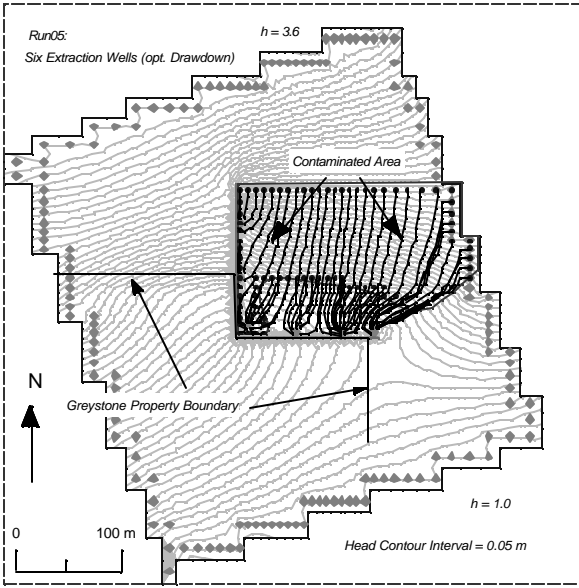 Run05:
h = 3.6
Six Extraction Wells (opt. Drawdown)
Contaminated Area
N
Greystone Property Boundary
h = 1.0
0
100 m
Head Contour Interval = 0.05 m